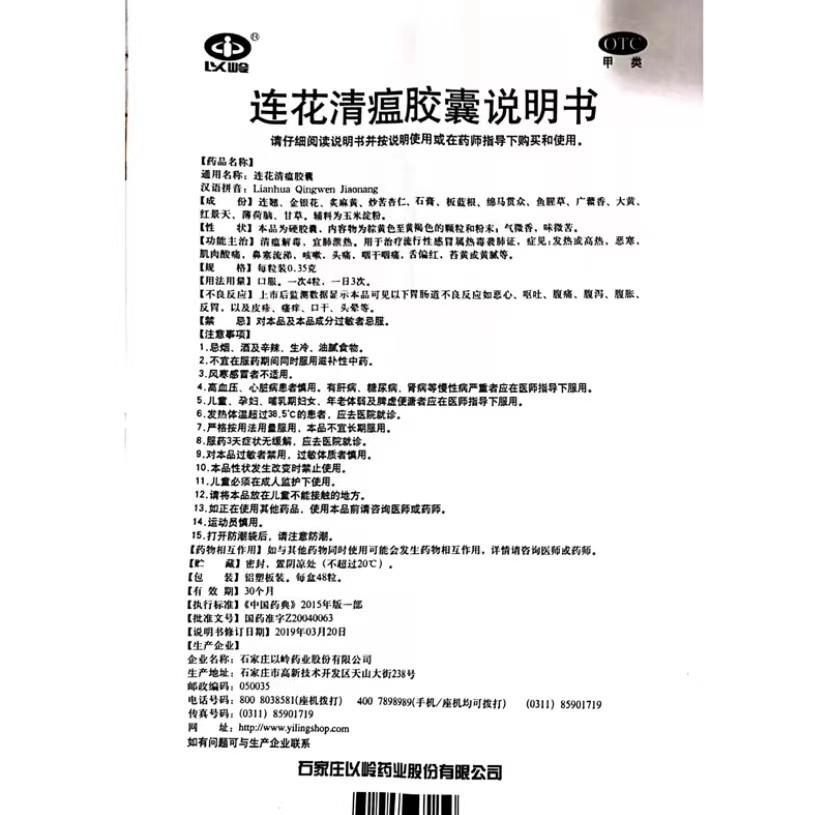 以岭®
OTC
甲类
连花清瘟胶囊说明书
请仔细阅读说明书并按说明使用或在药师指导下购买和使用。
【药品名称】
通用名称：连花清瘟胶囊
汉语拼音：Lianhua Qingwen Jiaonang
【成 份】连翘、金银花、炙麻黄、炒苦杏仁、石膏、板蓝根、绵马贯众、鱼腥草、广藿香、大黄、
红景天、薄荷脑、甘草。辅料为玉米淀粉。
【性 状】本品为硬胶囊，内容物为棕黄色至黄褐色的颗粒和粉末；气微香，味微苦。
【功能主治】清瘟解毒，宣肺泄热。用于治疗流行性感冒属热毒袭肺证，症见：发热或高热，恶寒，
肌肉酸痛，鼻塞流涕，咳嗽，头痛，咽干咽痛，舌偏红，苔黄或黄腻等。
【规 格】每粒装0.35克
【用法用量】口服。一次4粒，一日3次。
【不良反应】上市后监测数据显示本品可见以下胃肠道不良反应如恶心、呕吐、腹痛、腹泻、腹胀、
反胃，以及皮疹、瘙痒、口干、头晕等。
【禁 忌】对本品及本品成分过敏者忌服。
【注意事项】
1.忌烟、酒及辛辣、生冷、油腻食物。
2.不宜在服药期间同时服用滋补性中药。
3.风寒感冒者不适用。
4.高血压、心脏病患者慎用。有肝病、糖尿病、肾病等慢性病严重者应在医师指导下服用。
5.儿童、孕妇、哺乳期妇女、年老体弱及脾虚便溏者应在医师指导下服用。
6.发热体温超过38.5℃的患者，应去医院就诊。
7.严格按用法用量服用，本品不宜长期服用。
8.服药3天症状无缓解，应去医院就诊。
9.对本品过敏者禁用，过敏体质者慎用。
10.本品性状发生改变时禁止使用。
11.儿童必须在成人监护下使用。
12.请将本品放在儿童不能接触的地方。
13.如正在使用其他药品，使用本品前请咨询医师或药师。
14.运动员慎用。
15.打开防潮袋后，请注意防潮。
【药物相互作用】如与其他药物同时使用可能会发生药物相互作用，详情请咨询医师或药师。
【贮 藏】密封，置阴凉处（不超过20℃）。
【包 装】铝塑板装。每盒48粒。
【有 效 期】30个月
【执行标准】《中国药典》2015年版一部
【批准文号】国药准字Z20040063
【说明书修订日期】2019年03月20日
【生产企业】
企业名称：石家庄以岭药业股份有限公司
生产地址：石家庄市高新技术开发区天山大街238号
邮政编码：050035
电话号码：800 8038581(座机拨打) 400 7898989(手机/座机均可拨打) (0311) 85901719
传真号码：(0311) 85901719
网 址：http://www.yilingshop.com
如有问题可与生产企业联系
石家庄以岭药业股份有限公司